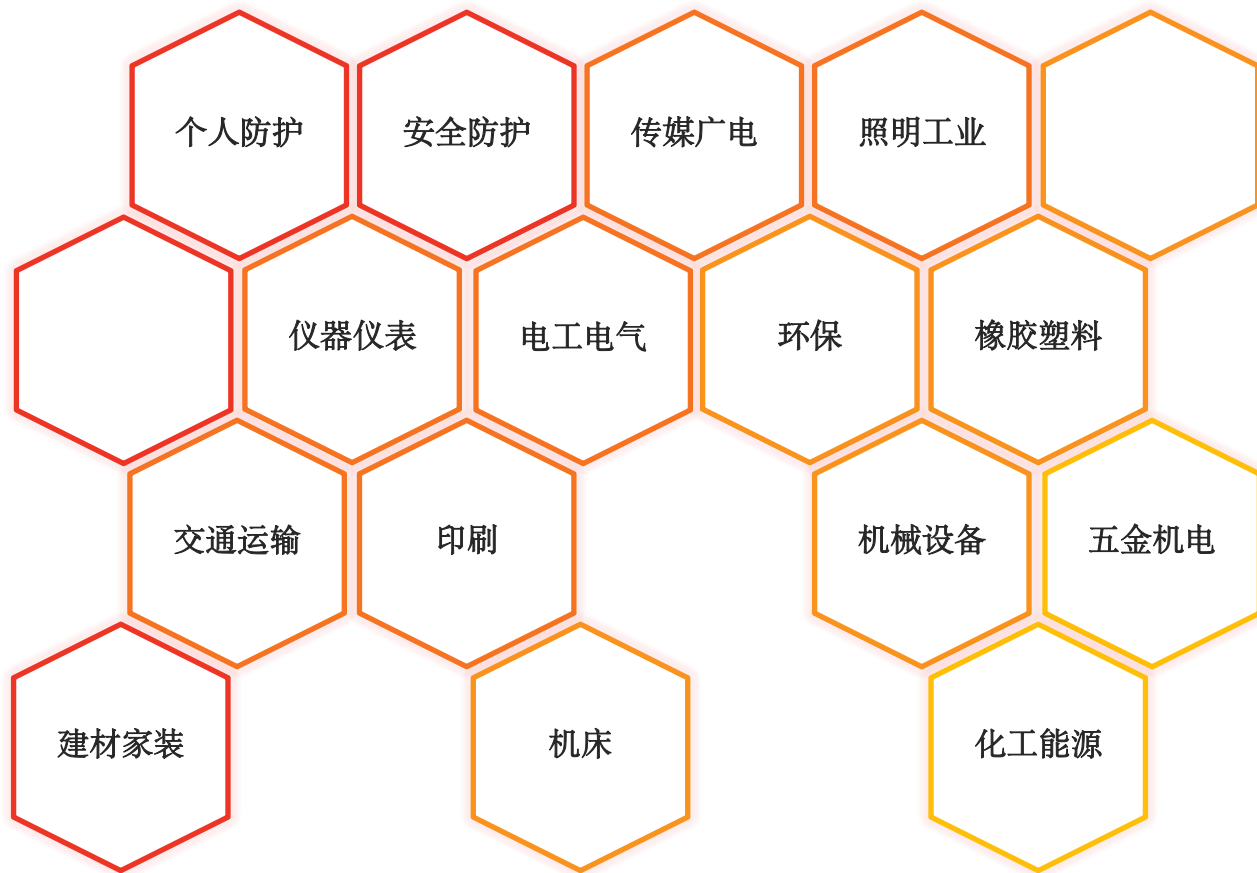 个人防护
安全防护
传媒广电
照明工业
仪器仪表
电工电气
环保
橡胶塑料
交通运输
印刷
机械设备
五金机电
建材家装
机床
化工能源